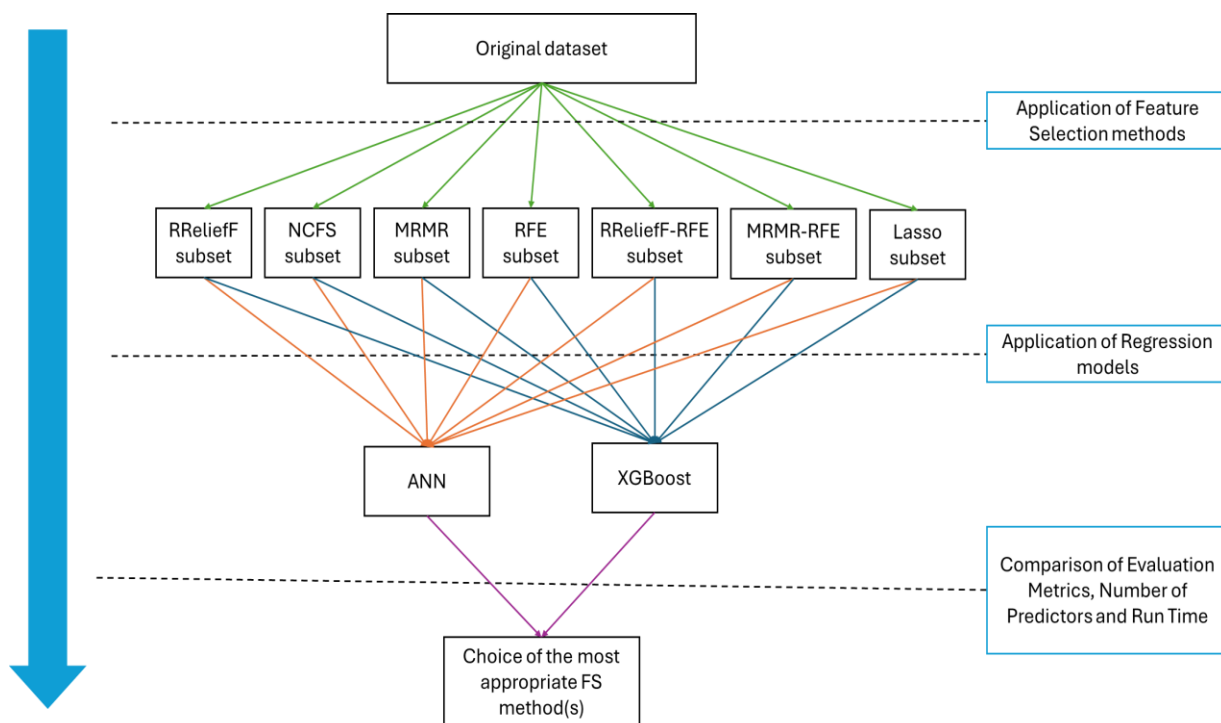 Original dataset
Application of Feature
Selection methods
RReliefF
subset
NCFS
subset
MRMR
subset
RFE
subset
RReliefF-RFE
subset
MRMR-RFE
subset
Lasso
subset
Application of Regression
models
ANN
XGBoost
Comparison of Evaluation
Metrics, Number of
Predictors and Run Time
Choice of the most
appropriate FS
method(s)